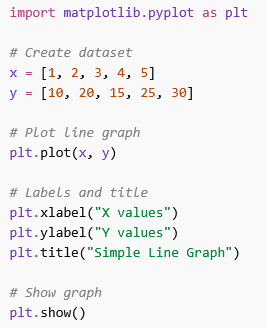 import matplotlib.pyplot as plt

# Create dataset
x = [1, 2, 3, 4, 5]
y = [10, 20, 15, 25, 30]

# Plot line graph
plt.plot(x, y)

# Labels and title
plt.xlabel("X values")
plt.ylabel("Y values")
plt.title("Simple Line Graph")

# Show graph
plt.show()